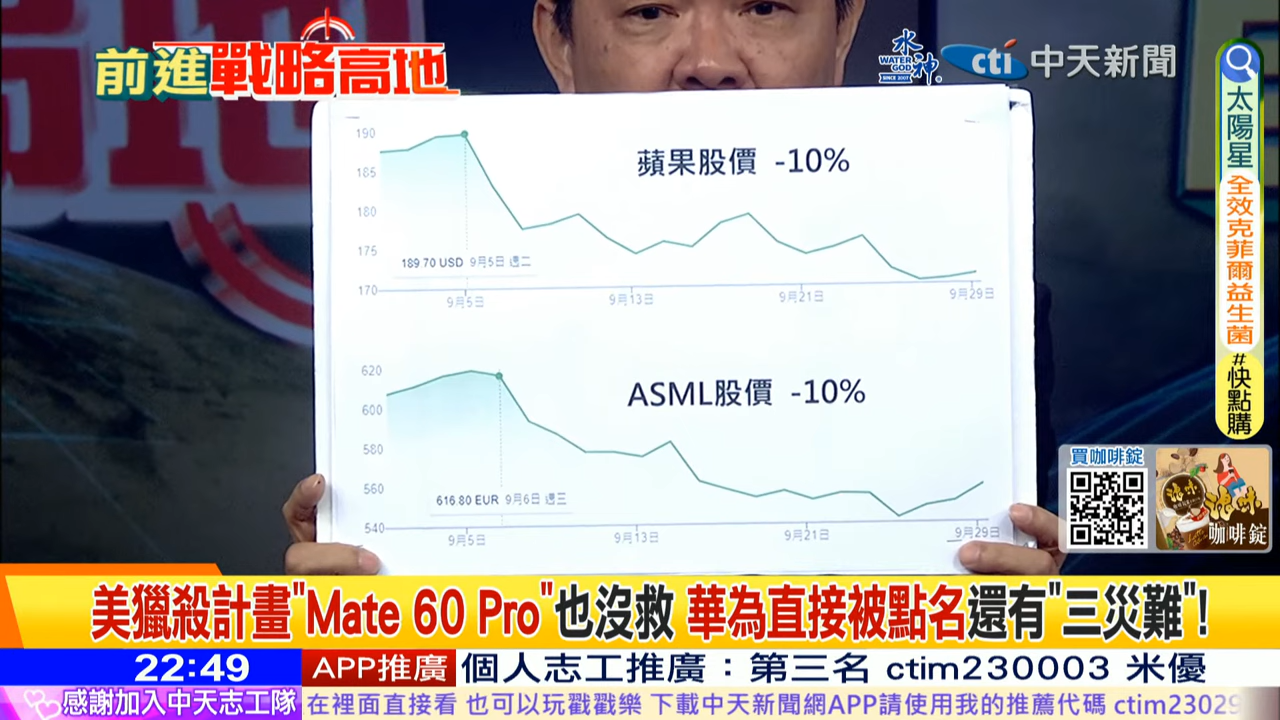 前進戰略高地
水神
WATER GOD
SINCE 2007
cti 中天新聞
太陽星
全效克菲爾益生菌
#快點購
蘋果股價 -10%
190
185
180
175
170
189.70 USD 9月5日 週二
9月5日
9月13日
9月21日
9月29日
ASML股價 -10%
620
600
580
560
540
616.80 EUR 9月6日 週三
9月5日
9月13日
9月21日
9月29日
買咖啡錠
咖啡錠
美獵殺計畫"Mate 60 Pro"也沒救 華為直接被點名還有"三災難"!
22:49 APP推廣 個人志工推廣：第三名 ctim230003 米優
感謝加入中天志工隊 在裡面直接看 也可以玩戳戳樂 下載中天新聞網APP請使用我的推薦代碼 ctim23029